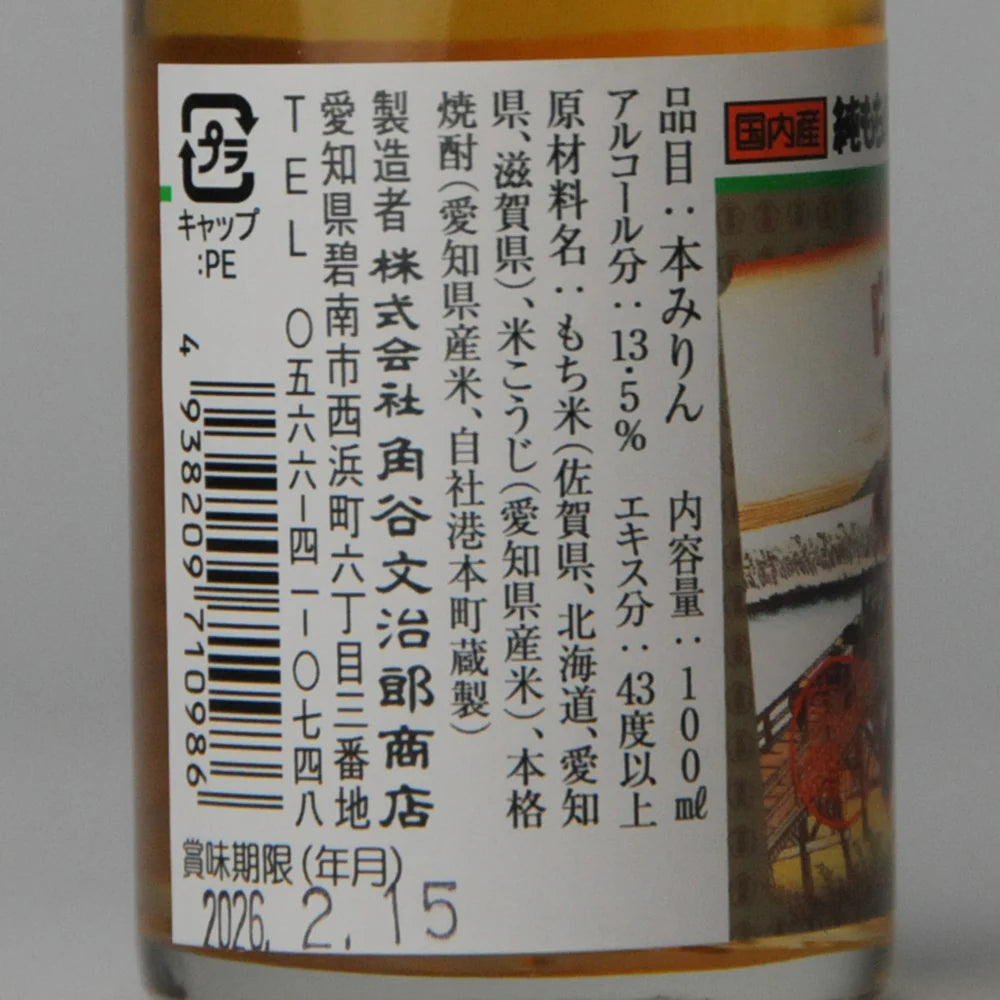 国内産
純もち
品目：本みりん　内容量：100㎖
アルコール分：13.5％　エキス分：43度以上
原材料名：もち米（佐賀県、北海道、愛知
県、滋賀県）、米こうじ（愛知県産米）、本格
焼酎（愛知県産米、自社港本町蔵製）
製造者 株式会社 角谷文治郎商店
愛知県碧南市西浜町六丁目三番地
TEL 〇五六六ー四一ー〇七四八
プラ
キャップ
:PE
4 938209 710986
賞味期限（年月）
2026. 2. 15